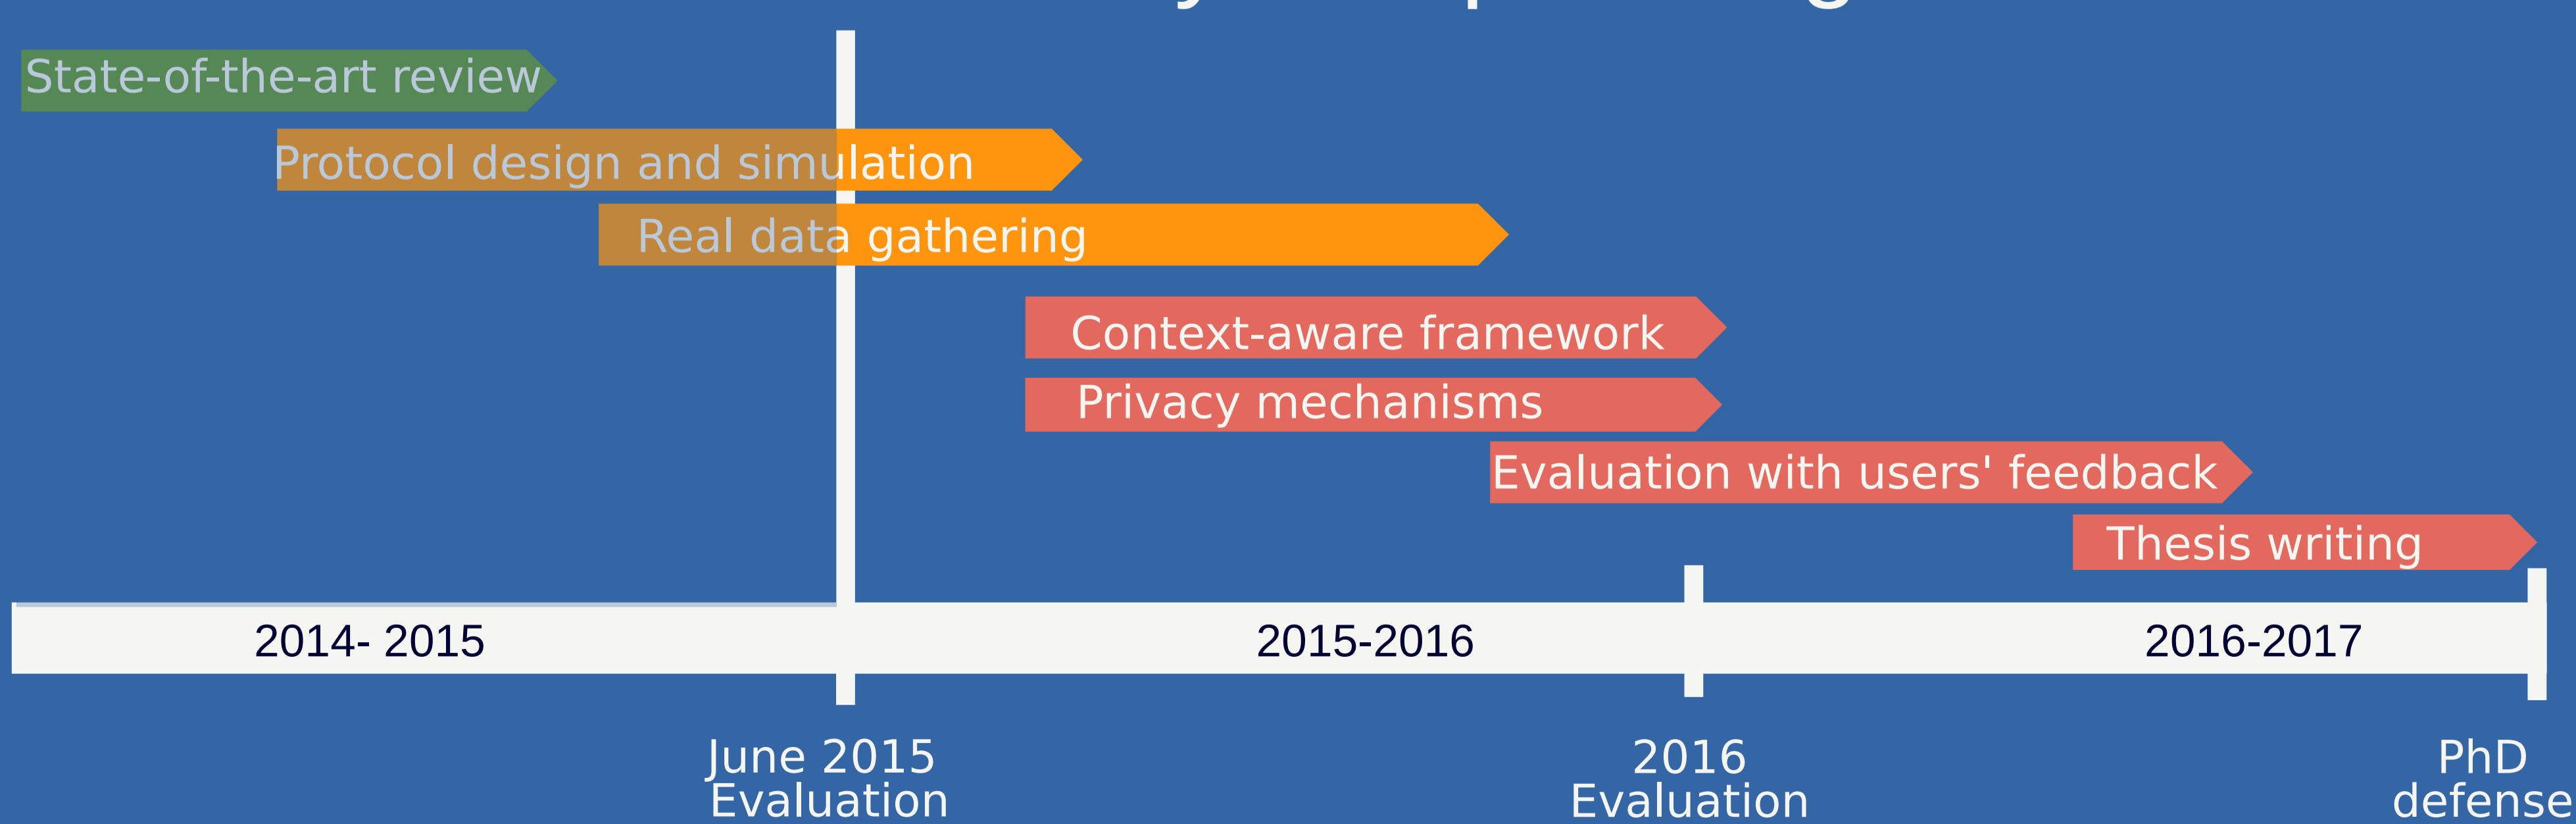 State-of-the-art review
Protocol design and simulation
Real data gathering
Context-aware framework
Privacy mechanisms
Evaluation with users' feedback
Thesis writing
2014- 2015
2015-2016
2016-2017
June 2015
Evaluation
2016
Evaluation
PhD
defense